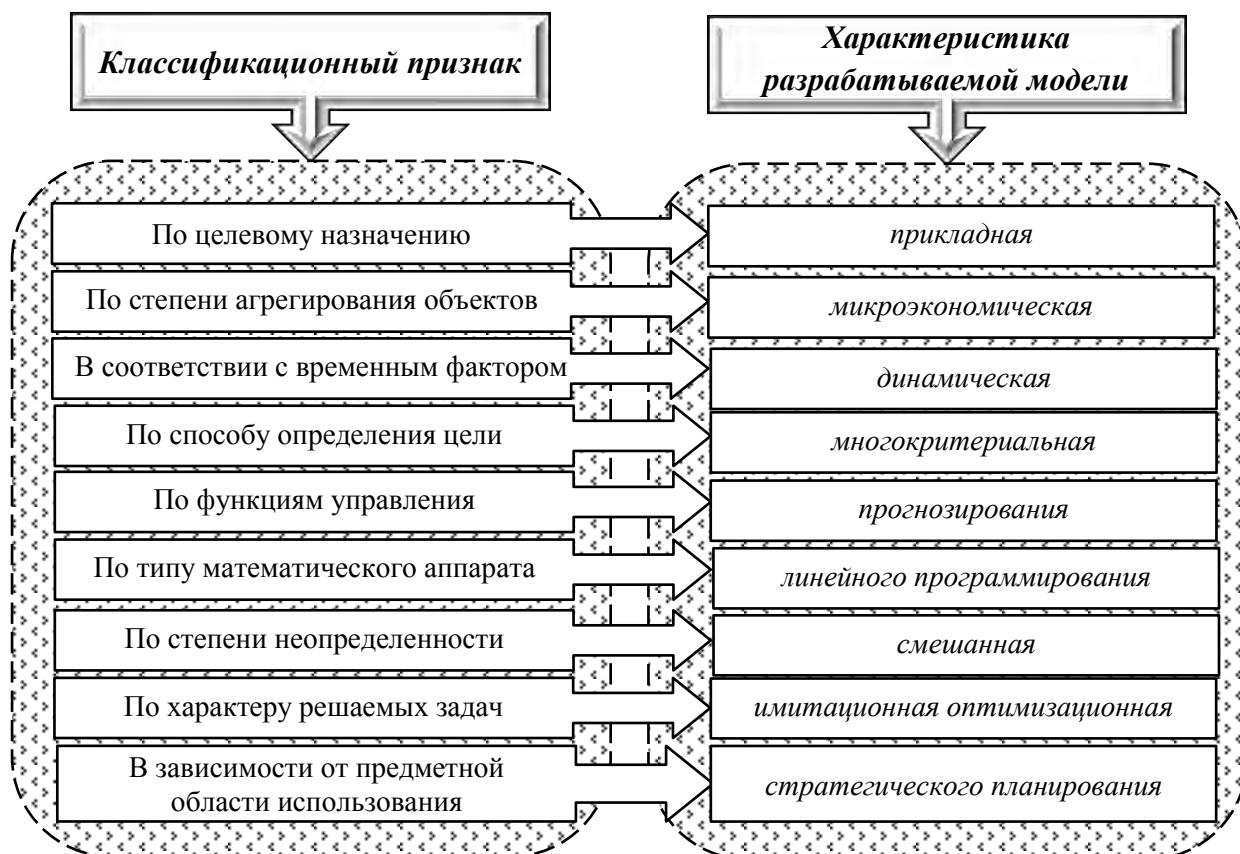 Классификационный признак
Характеристика
разрабатываемой модели
По целевому назначению
прикладная
По степени агрегирования объектов
микроэкономическая
В соответствии с временным фактором
динамическая
По способу определения цели
многокритериальная
По функциям управления
прогнозирования
По типу математического аппарата
линейного программирования
По степени неопределенности
смешанная
По характеру решаемых задач
имитационная оптимизационная
В зависимости от предметной
области использования
стратегического планирования